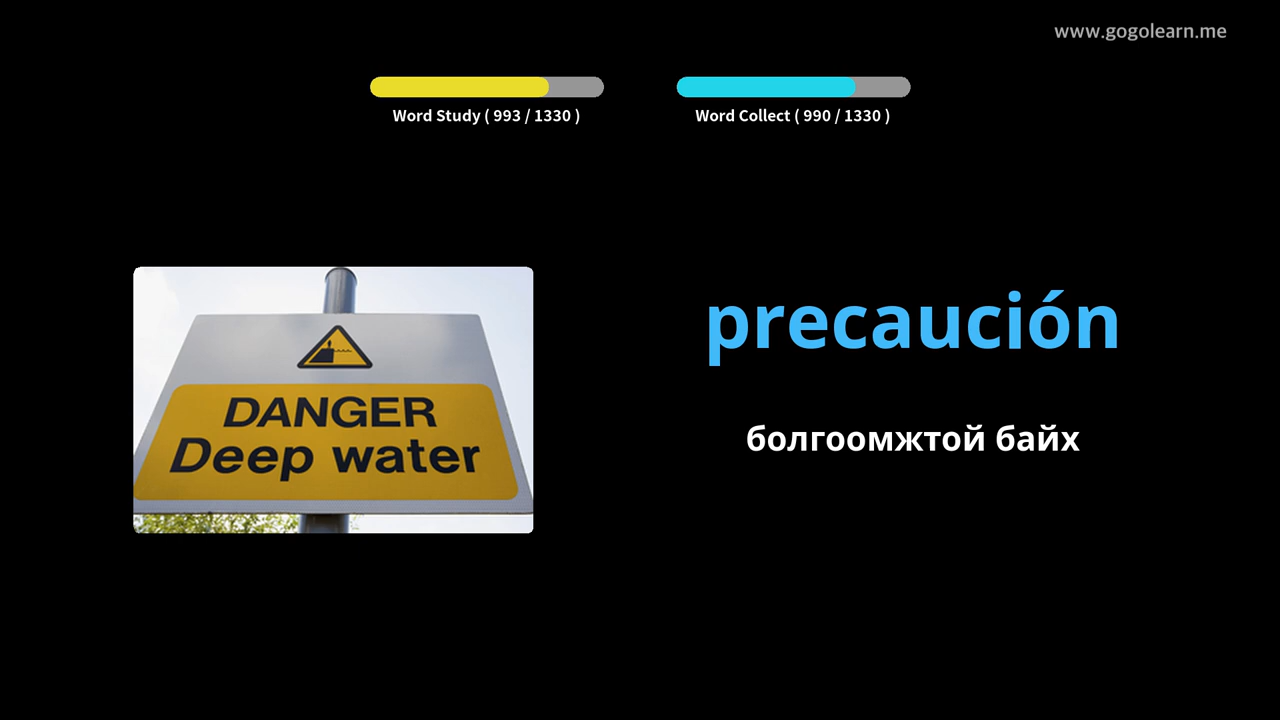 www.gogolearn.me
Word Study ( 993 / 1330 )
Word Collect ( 990 / 1330 )
DANGER
Deep water
precaución
болгоомжтой байх